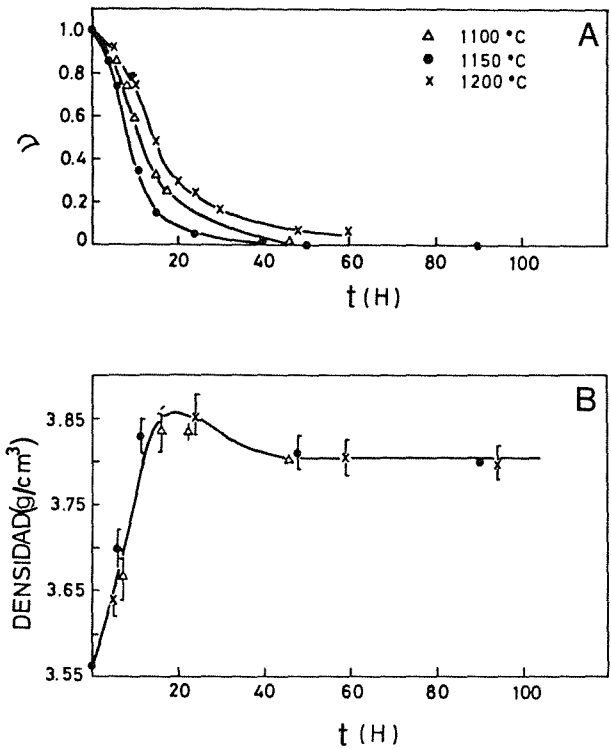 A
△ 1100 °C
● 1150 °C
× 1200 °C
1.0
0.8
0.6
0.4
0.2
0
ν
20 40 60 80 100
t (H)
B
3.85
3.75
3.65
3.55
DENSIDAD (g/cm³)
0 20 40 60 80 100
t (H)